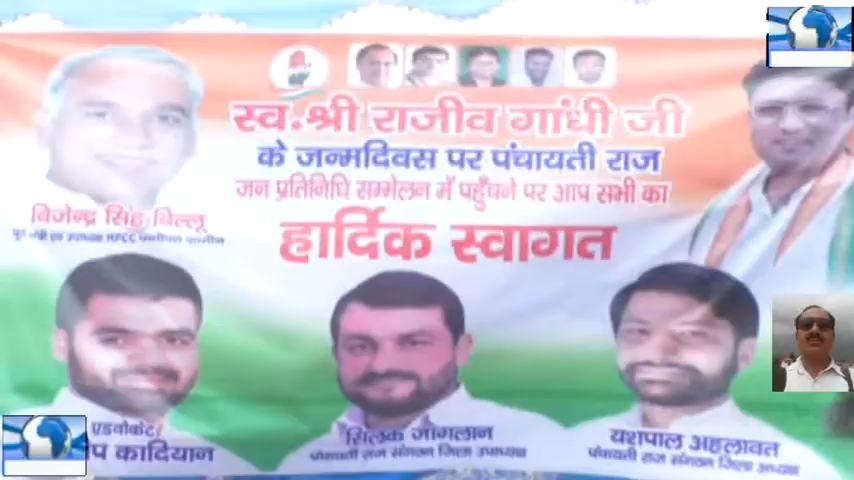 स्व.श्री राजीव गांधी जी
के जन्मदिवस पर पंचायती राज
जन प्रतिनिधि सम्मेलन में पहुँचने पर आप सभी का
हार्दिक स्वागत
बिजेन्द्र सिंह बिल्लू
एडवोकेट
कादियान
जागलान
पंचायती राज संगठन जिला उपाध्यक्ष
यशपाल अहलावत
पंचायती राज संगठन जिला अध्यक्ष